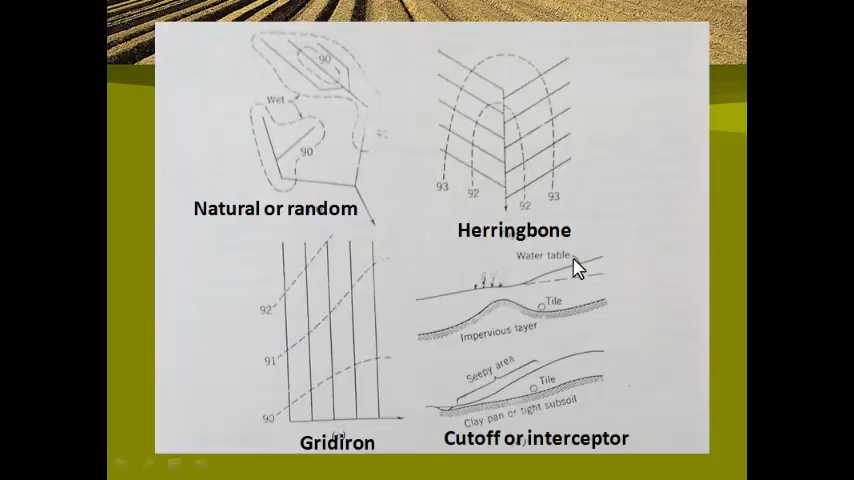 90
Wet
90
Natural or random
93
92
92
93
Herringbone
92
91
90
Gridiron
Water table
Tile
Impervious layer
Seepy area
Tile
Clay pan or tight subsoil
Cutoff or interceptor